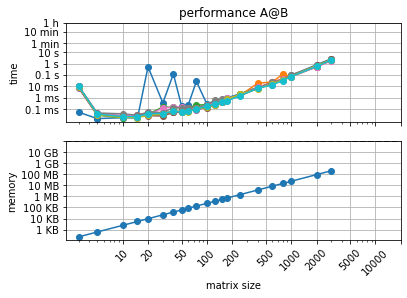 performance A@B
1 h
10 min
1 min
10 s
1 s
0.1 s
10 ms
1 ms
0.1 ms
time
10 GB
1 GB
100 MB
10 MB
1 MB
100 KB
10 KB
1 KB
memory
10
20
50
100
200
500
1000
2000
5000
10000
matrix size